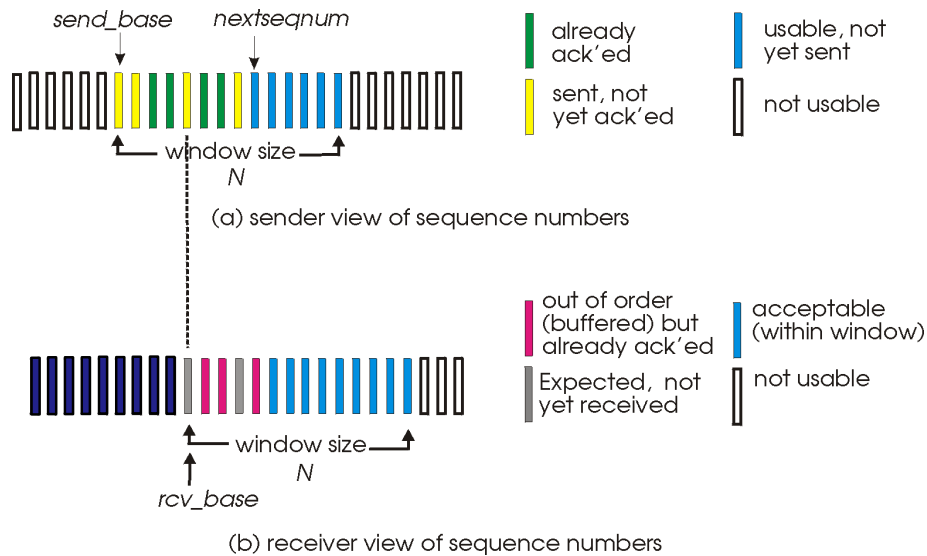 send_base
nextseqnum
already
ack'ed
usable, not
yet sent
sent, not
yet ack'ed
not usable
window size
N
(a) sender view of sequence numbers
out of order
(buffered) but
already ack'ed
acceptable
(within window)
Expected, not
yet received
not usable
window size
N
rcv_base
(b) receiver view of sequence numbers